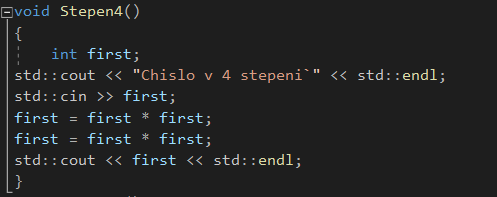 void Stepen4()
{
int first;
std::cout << "Chislo v 4 stepeni`" << std::endl;
std::cin >> first;
first = first * first;
first = first * first;
std::cout << first << std::endl;
}